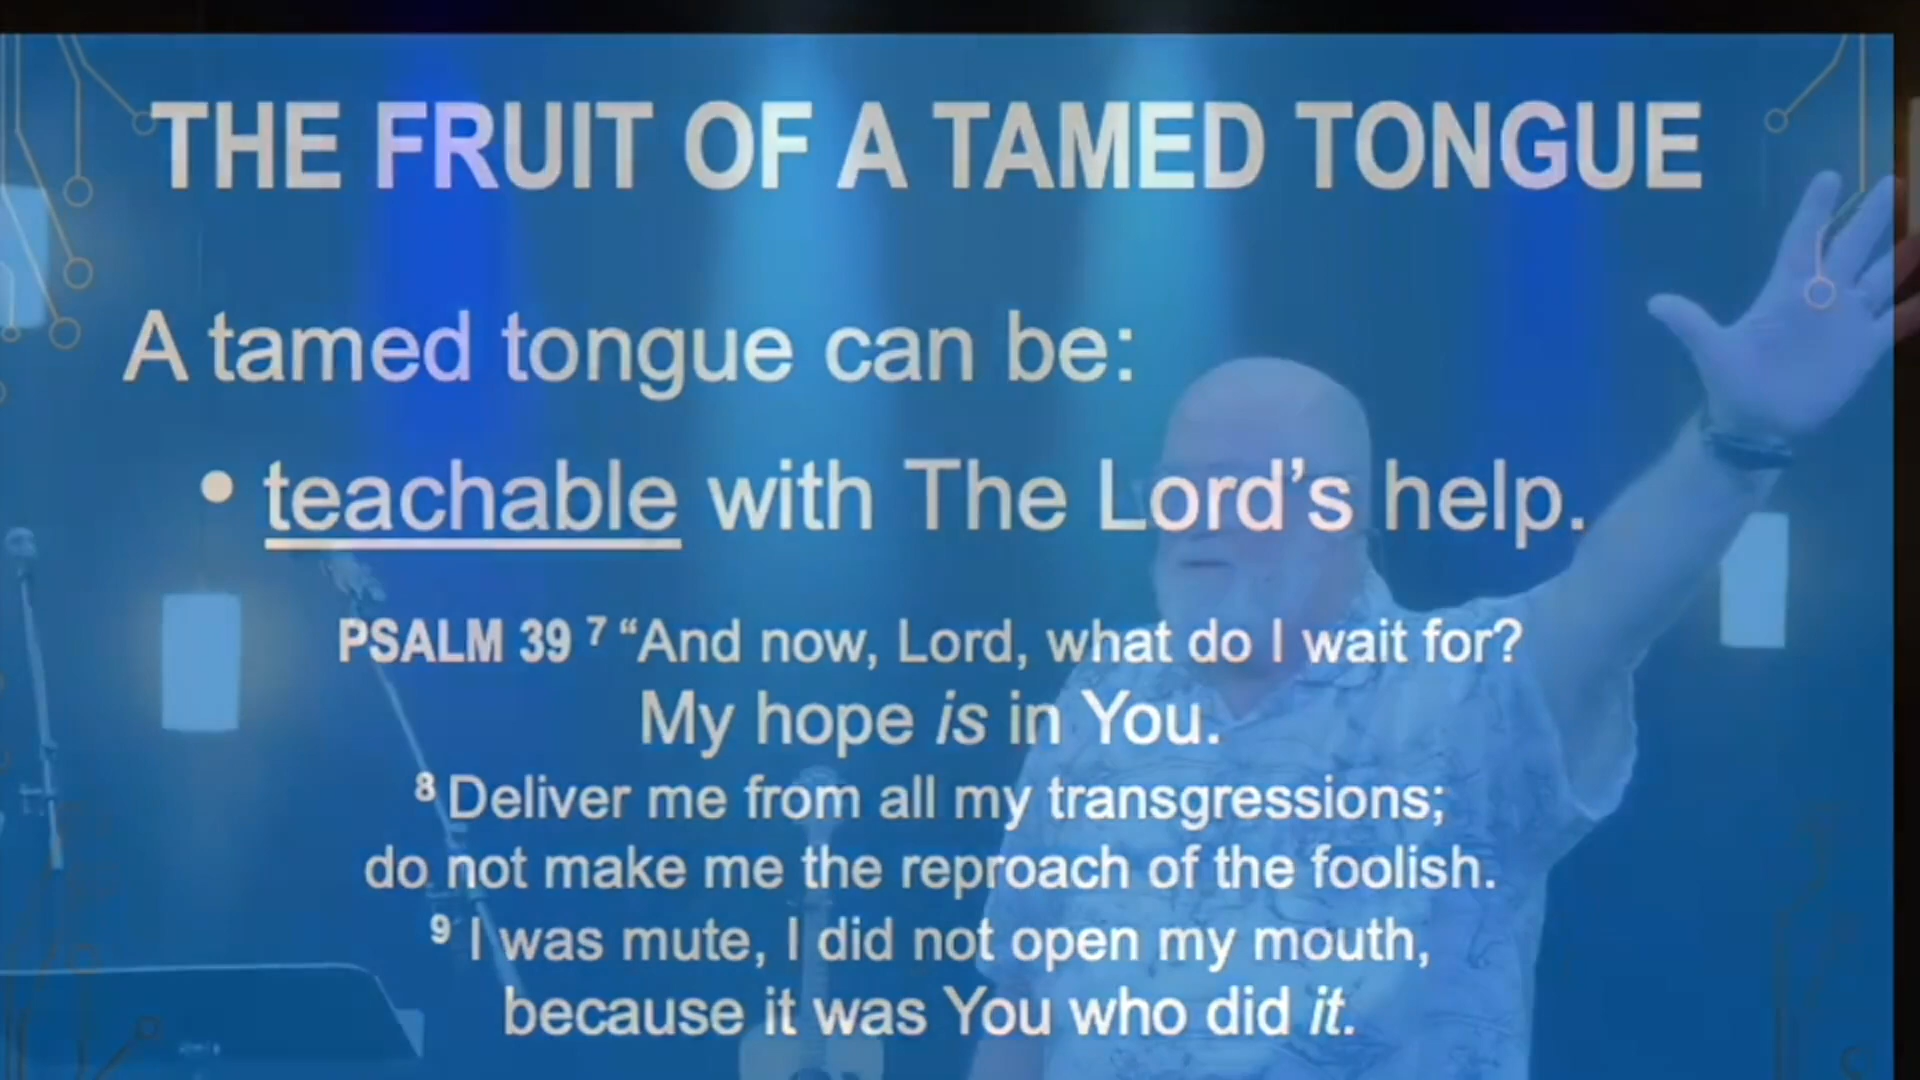 THE FRUIT OF A TAMED TONGUE
A tamed tongue can be:
• teachable with The Lord's help.
PSALM 39 7 “And now, Lord, what do I wait for?
My hope is in You.
8 Deliver me from all my transgressions;
do not make me the reproach of the foolish.
9 I was mute, I did not open my mouth,
because it was You who did it.